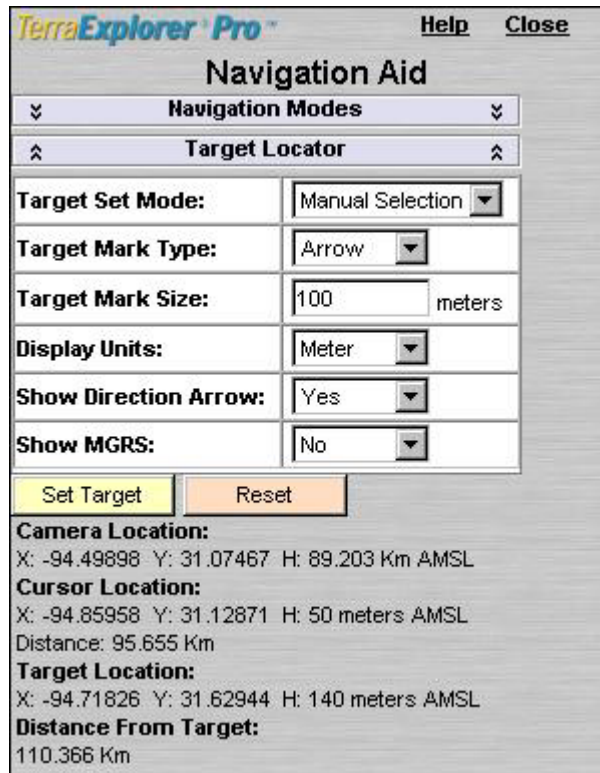 TerraExplorer Pro™ Help Close
Navigation Aid
Navigation Modes
Target Locator
Target Set Mode: Manual Selection
Target Mark Type: Arrow
Target Mark Size: 100 meters
Display Units: Meter
Show Direction Arrow: Yes
Show MGRS: No
Set Target Reset
Camera Location:
X: -94.49898 Y: 31.07467 H: 89.203 Km AMSL
Cursor Location:
X: -94.85958 Y: 31.12871 H: 50 meters AMSL
Distance: 95.655 Km
Target Location:
X: -94.71826 Y: 31.62944 H: 140 meters AMSL
Distance From Target:
110.366 Km